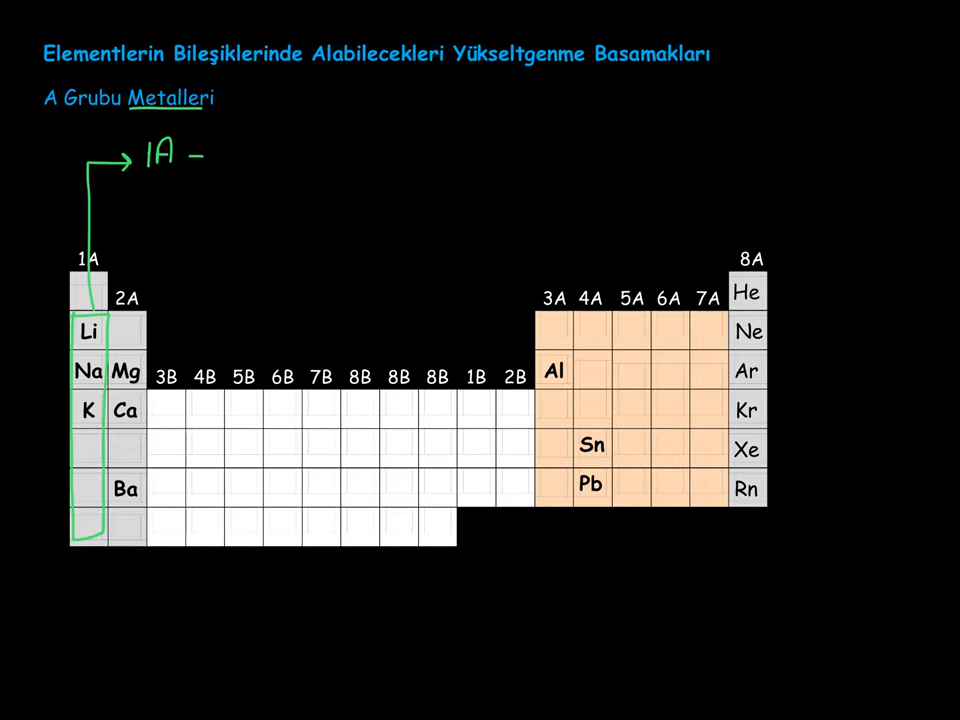 Elementlerin Bileşiklerinde Alabilecekleri Yükseltgenme Basamakları
A Grubu Metalleri
1A -
1A 8A
2A 3A 4A 5A 6A 7A He
Li Ne
Na Mg 3B 4B 5B 6B 7B 8B 8B 8B 1B 2B Al Ar
K Ca Kr
Sn Xe
Ba Pb Rn